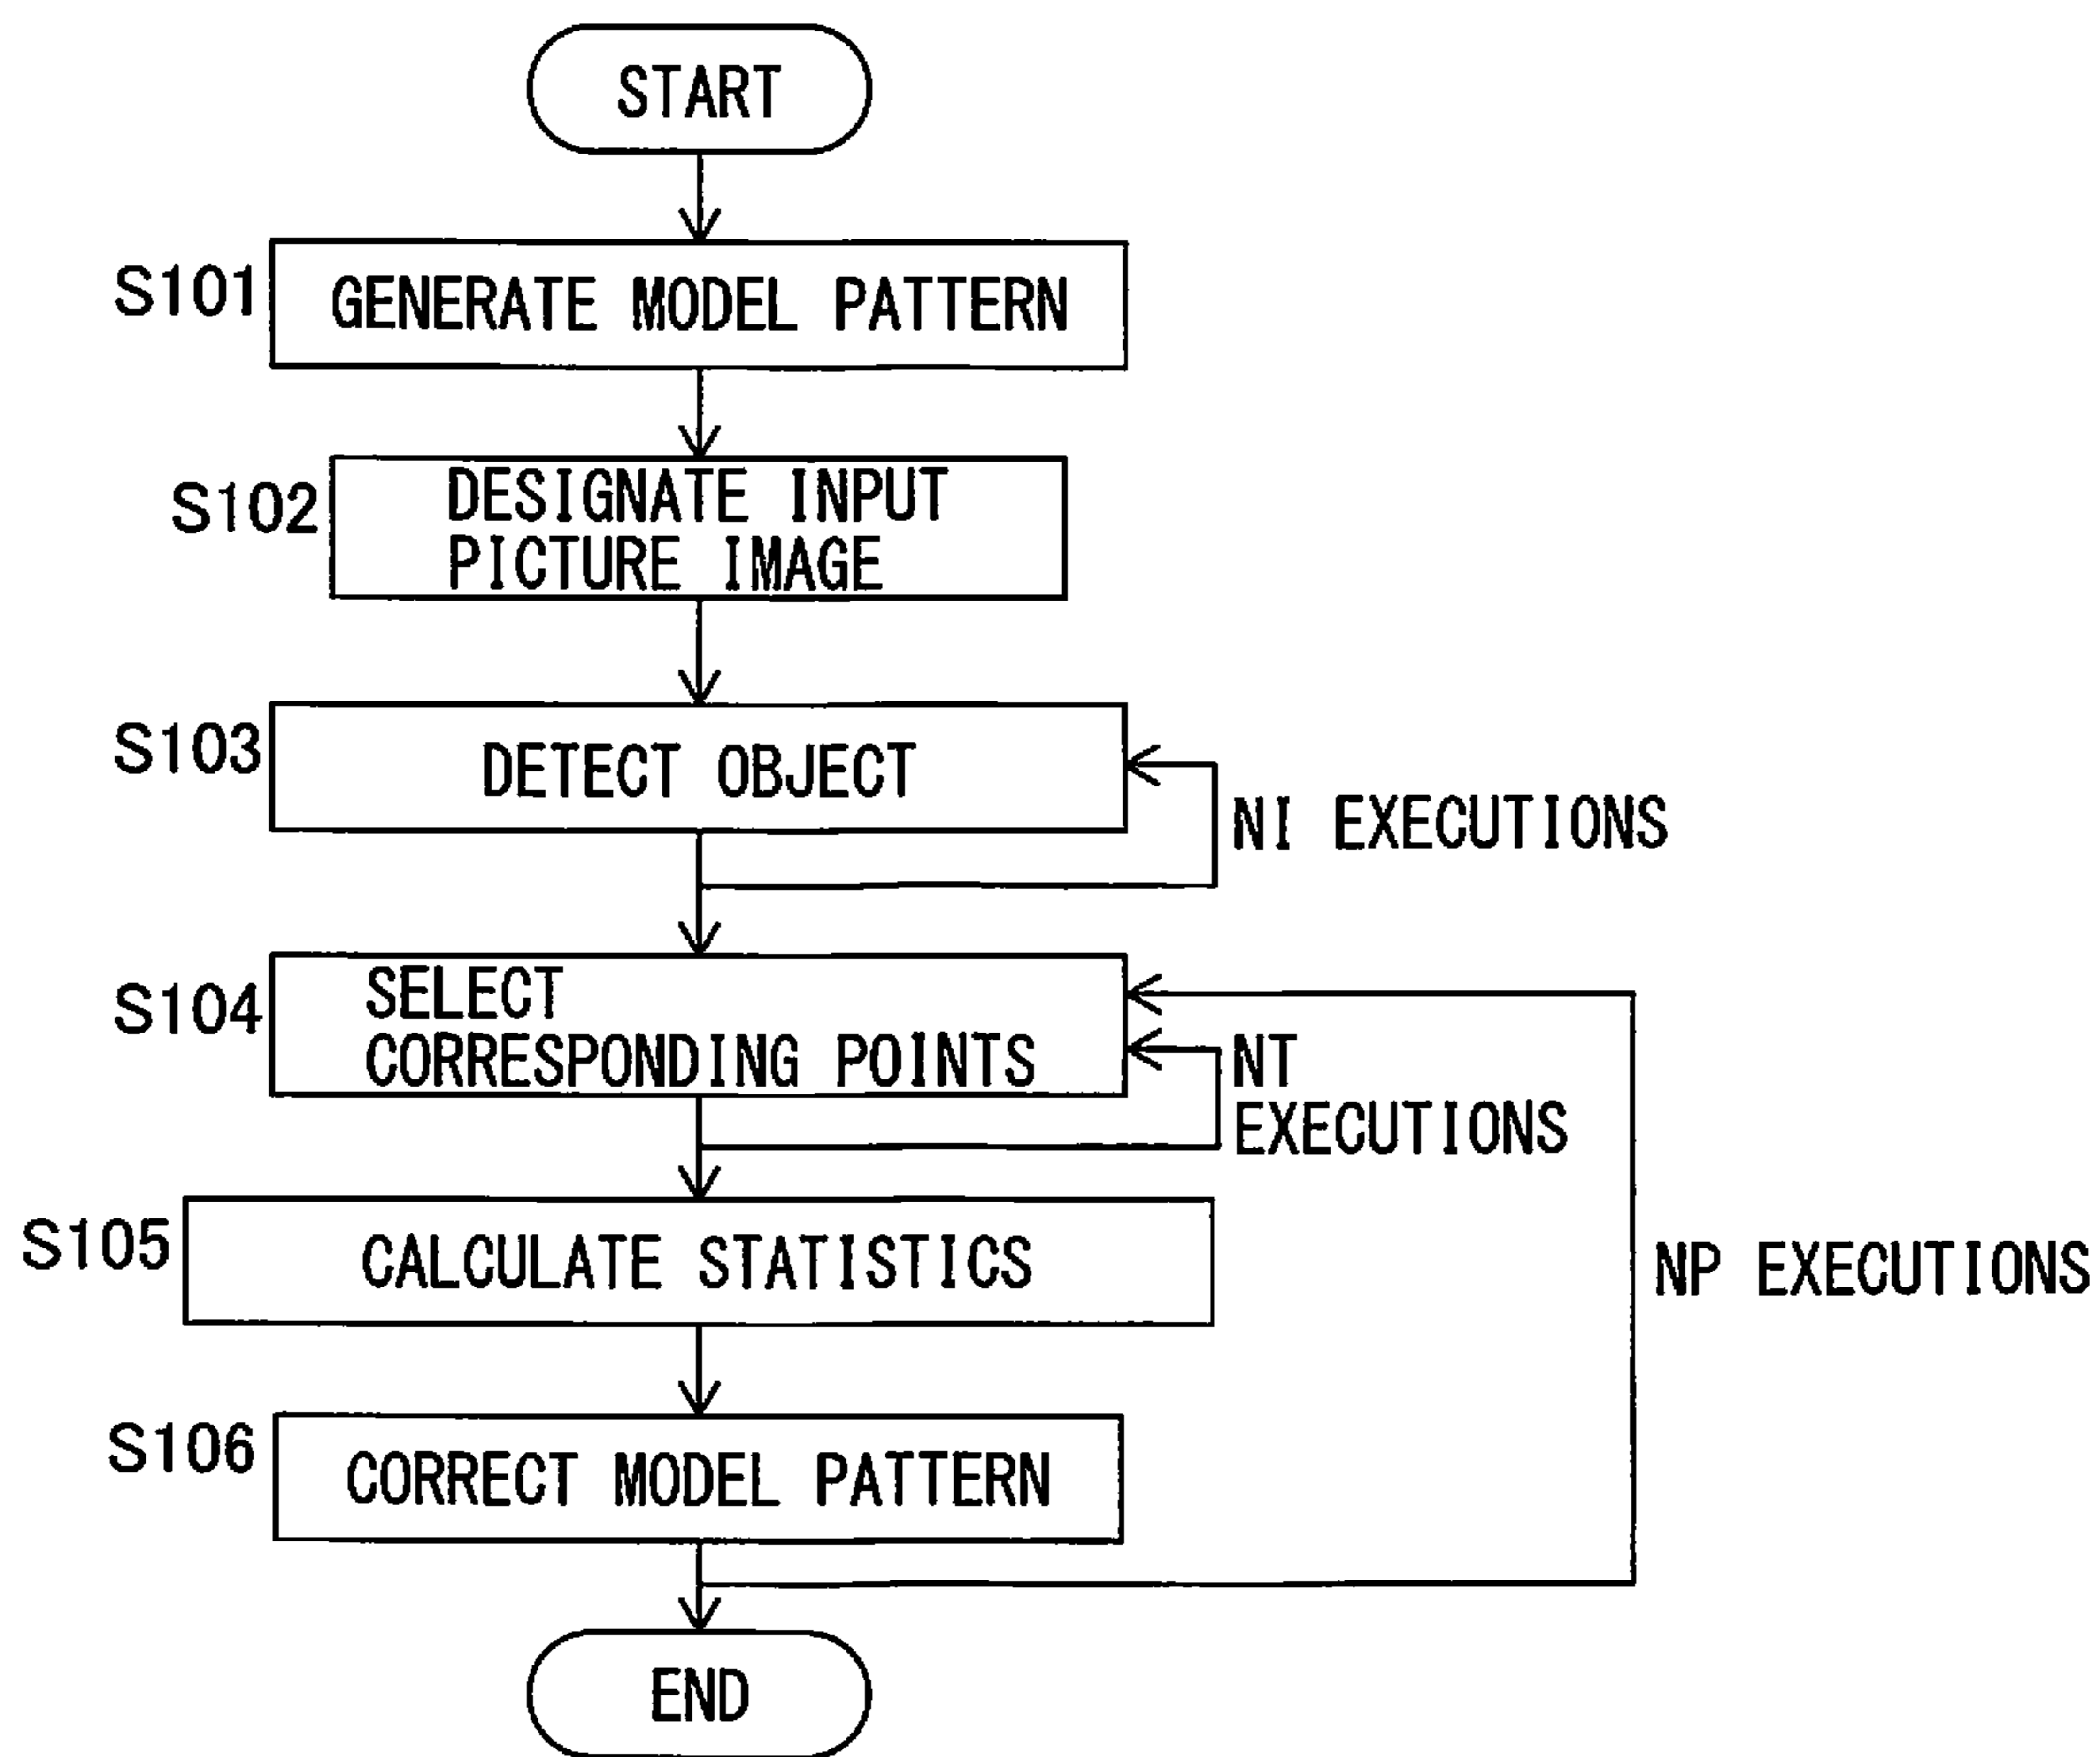 START
S101
GENERATE MODEL PATTERN
S102
DESIGNATE INPUT
PICTURE IMAGE
S103
DETECT OBJECT
NI EXECUTIONS
S104
SELECT
CORRESPONDING POINTS
NT
EXECUTIONS
S105
CALCULATE STATISTICS
NP EXECUTIONS
S106
CORRECT MODEL PATTERN
END